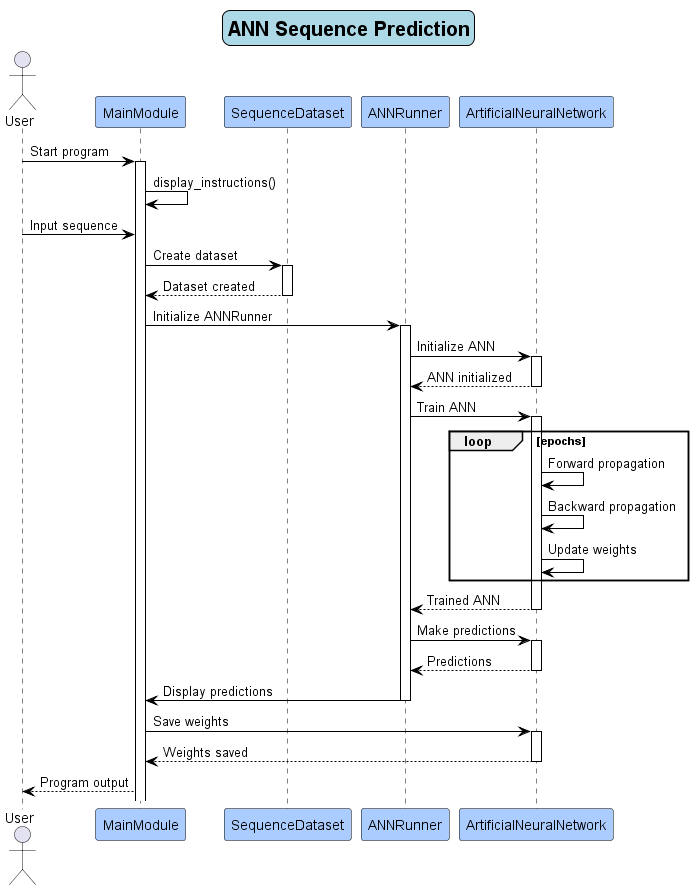 ANN Sequence Prediction
User
MainModule
SequenceDataset
ANNRunner
ArtificialNeuralNetwork
Start program
display_instructions()
Input sequence
Create dataset
Dataset created
Initialize ANNRunner
Initialize ANN
ANN initialized
Train ANN
loop
[epochs]
Forward propagation
Backward propagation
Update weights
Trained ANN
Make predictions
Predictions
Display predictions
Save weights
Weights saved
Program output
User
MainModule
SequenceDataset
ANNRunner
ArtificialNeuralNetwork